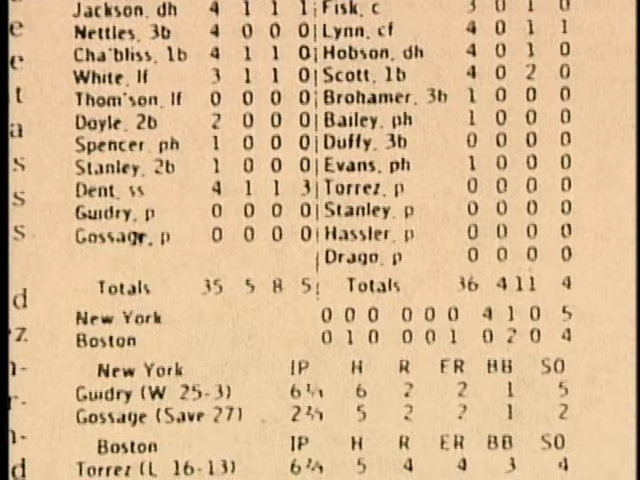 e
e
t
a
s
s
s
d
z
n-
r.
n-
d
Jackson, dh 4 1 1 1 Fisk, c 3 0 1 0
Nettles, 3b 4 0 0 0 Lynn, cf 4 0 1 1
Cha'bliss, 1b 4 1 1 0 Hobson, dh 4 0 1 0
White, lf 3 1 1 0 Scott, 1b 4 0 2 0
Thom'son, lf 0 0 0 0 Brohamer, 3b 1 0 0 0
Doyle, 2b 2 0 0 0 Bailey, ph 1 0 0 0
Spencer, ph 1 0 0 0 Duffy, 3b 0 0 0 0
Stanley, 2b 1 0 0 0 Evans, ph 1 0 0 0
Dent, ss 4 1 1 3 Torrez, p 0 0 0 0
Guidry, p 0 0 0 0 Stanley, p 0 0 0 0
Gossage, p 0 0 0 0 Hassler, p 0 0 0 0
Drago, p 0 0 0 0
Totals 35 5 8 5 Totals 36 4 11 4
New York 0 0 0 0 0 0 4 1 0 5
Boston 0 1 0 0 0 1 0 2 0 4
New York IP H R ER BB SO
Guidry (W 25-3) 6⅓ 6 2 2 1 5
Gossage (Save 27) 2⅔ 5 2 2 1 2
Boston IP H R ER BB SO
Torrez (L 16-13) 6⅔ 5 4 4 3 4